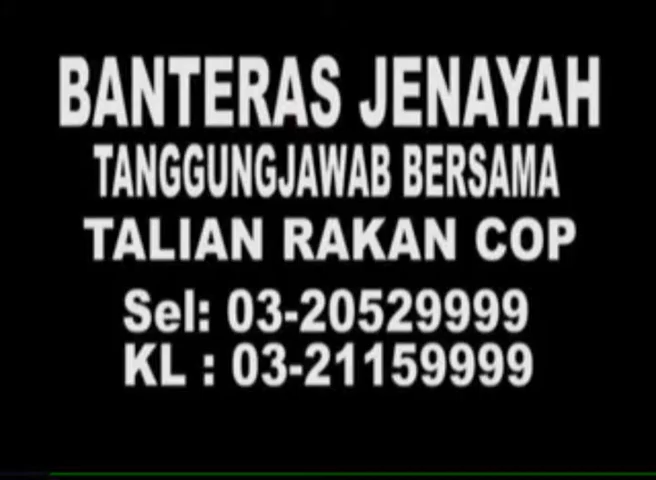 BANTERAS JENAYAH
TANGGUNGJAWAB BERSAMA
TALIAN RAKAN COP
Sel: 03-20529999
KL : 03-21159999